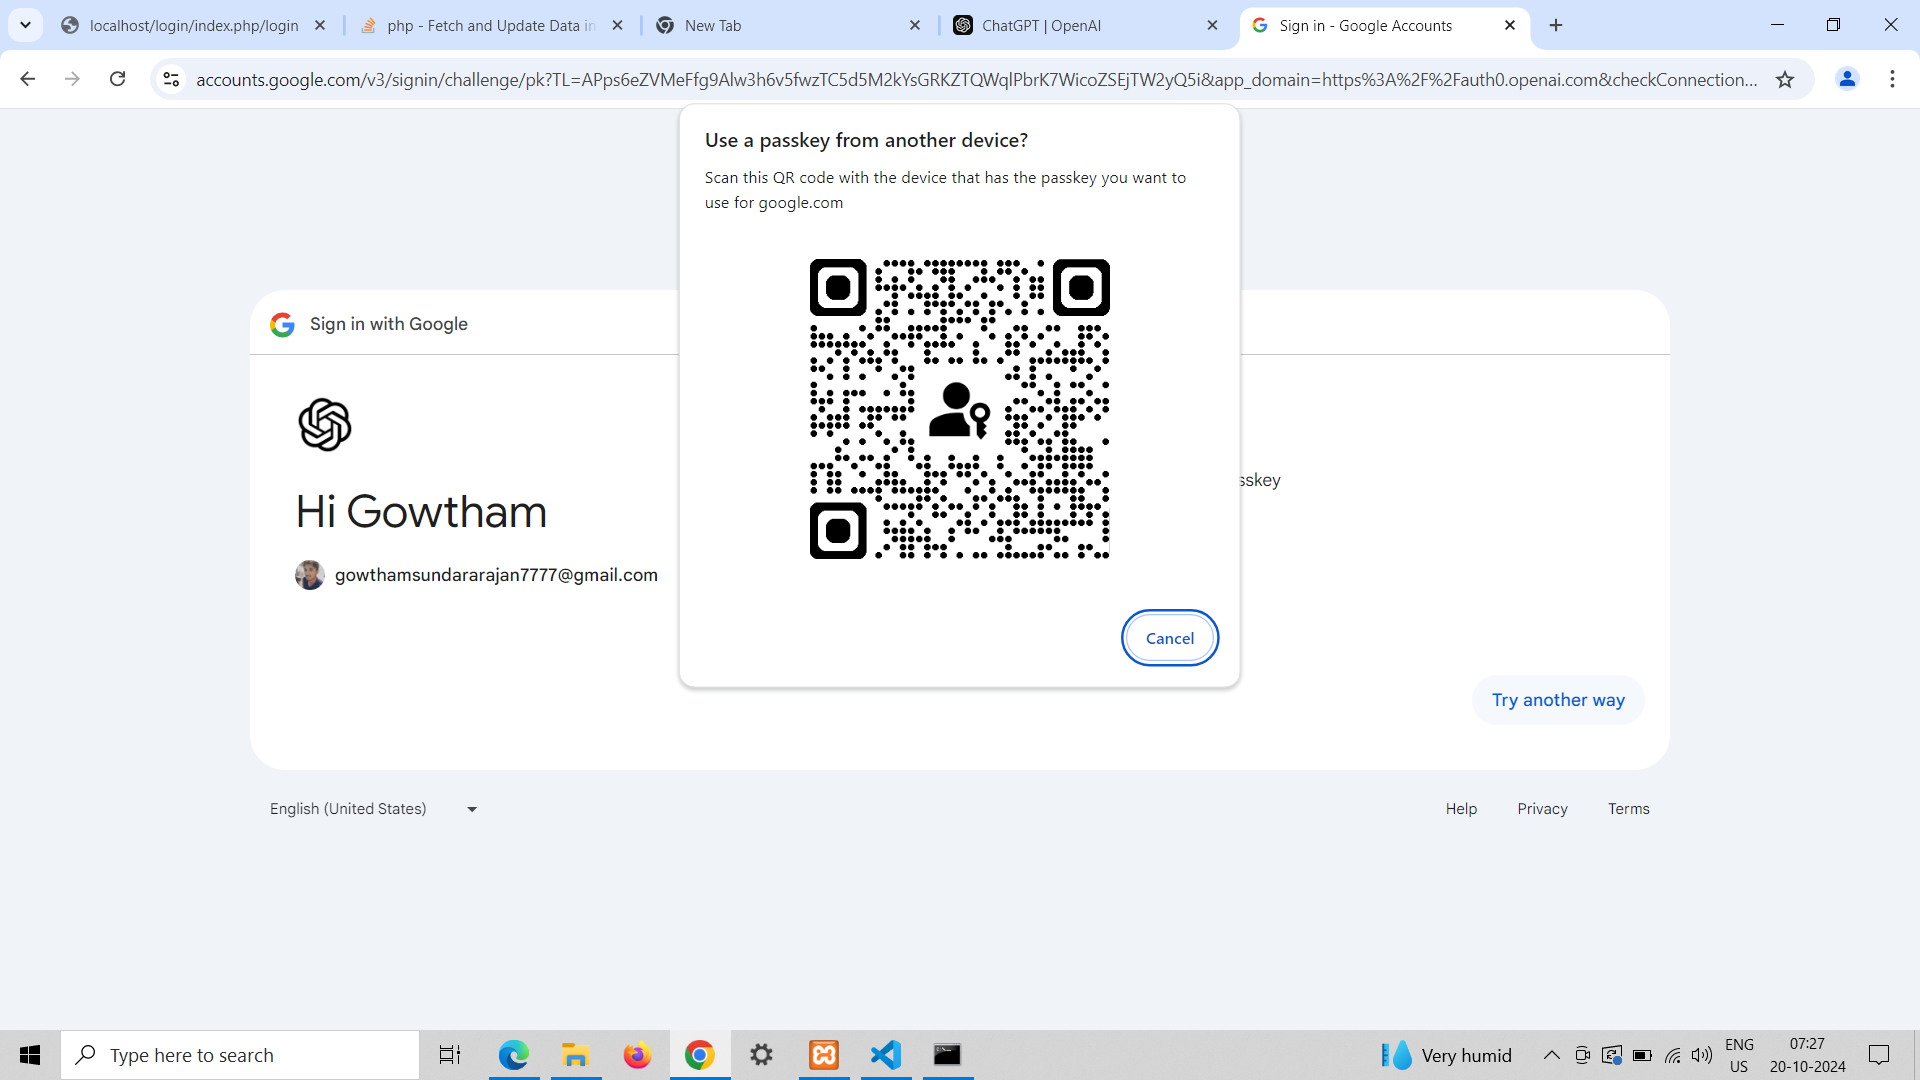 localhost/login/index.php/login
php - Fetch and Update Data in
New Tab
ChatGPT | OpenAI
Sign in - Google Accounts
accounts.google.com/v3/signin/challenge/pk?TL=APps6eZVMeFfg9Alw3h6v5fwzTC5d5M2kYsGRKZTQWqlPbrK7WicoZSEjTW2yQ5i&app_domain=https%3A%2F%2Fauth0.openai.com&checkConnection...
Use a passkey from another device?
Scan this QR code with the device that has the passkey you want to
use for google.com
Sign in with Google
sskey
Hi Gowtham
gowthamsundararajan7777@gmail.com
Cancel
Try another way
English (United States)
Help
Privacy
Terms
Type here to search
Very humid
ENG
US
07:27
20-10-2024